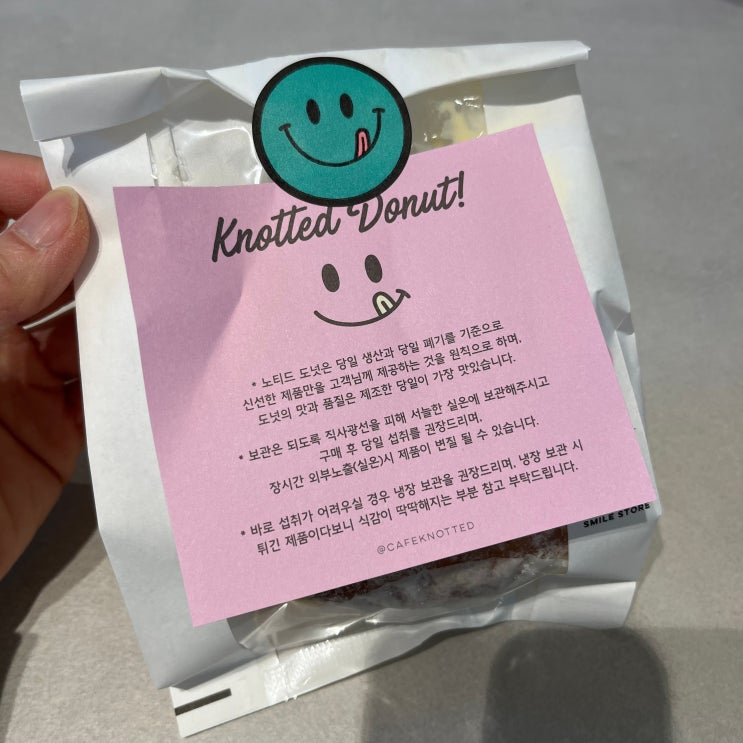 Knotted Donut!
* 노티드 도넛은 당일 생산과 당일 폐기를 기준으로
신선한 제품만을 고객님께 제공하는 것을 원칙으로 하며,
도넛의 맛과 품질은 제조한 당일이 가장 맛있습니다.
* 보관은 되도록 직사광선을 피해 서늘한 실온에 보관해주시고
구매 후 당일 섭취를 권장드리며,
장시간 외부노출(실온)시 제품이 변질 될 수 있습니다.
* 바로 섭취가 어려우실 경우 냉장 보관을 권장드리며, 냉장 보관 시
튀긴 제품이다보니 식감이 딱딱해지는 부분 참고 부탁드립니다.
@CAFEKNOTTED
SMILE STORE